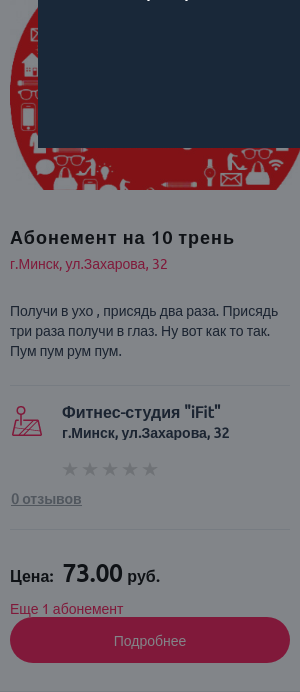 Абонемент на 10 трень
г.Минск, ул.Захарова, 32
Получи в ухо , присядь два раза. Присядь
три раза получи в глаз. Ну вот как то так.
Пум пум рум пум.
Фитнес-студия "iFit"
г.Минск, ул.Захарова, 32
0 отзывов
Цена: 73.00 руб.
Еще 1 абонемент
Подробнее